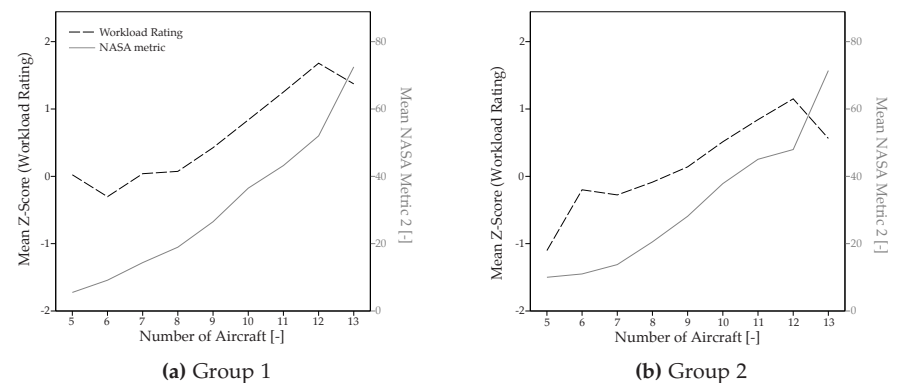 Workload Rating
NASA metric
2
1
0
-1
-2
80
60
40
20
0
5 6 7 8 9 10 11 12 13
Mean Z-Score (Workload Rating)
Mean NASA Metric 2 [-]
Number of Aircraft [-]
(a) Group 1
2
1
0
-1
-2
80
60
40
20
0
5 6 7 8 9 10 11 12 13
Mean Z-Score (Workload Rating)
Mean NASA Metric 2 [-]
Number of Aircraft [-]
(b) Group 2